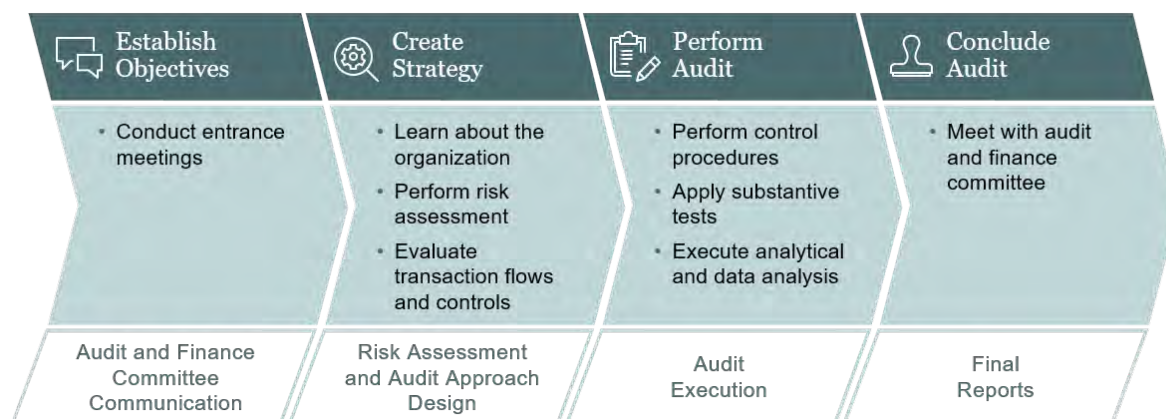 Establish
Objectives
• Conduct entrance
meetings
Audit and Finance
Committee
Communication
Create
Strategy
• Learn about the
organization
• Perform risk
assessment
• Evaluate
transaction flows
and controls
Risk Assessment
and Audit Approach
Design
Perform
Audit
• Perform control
procedures
• Apply substantive
tests
• Execute analytical
and data analysis
Audit
Execution
Conclude
Audit
• Meet with audit
and finance
committee
Final
Reports